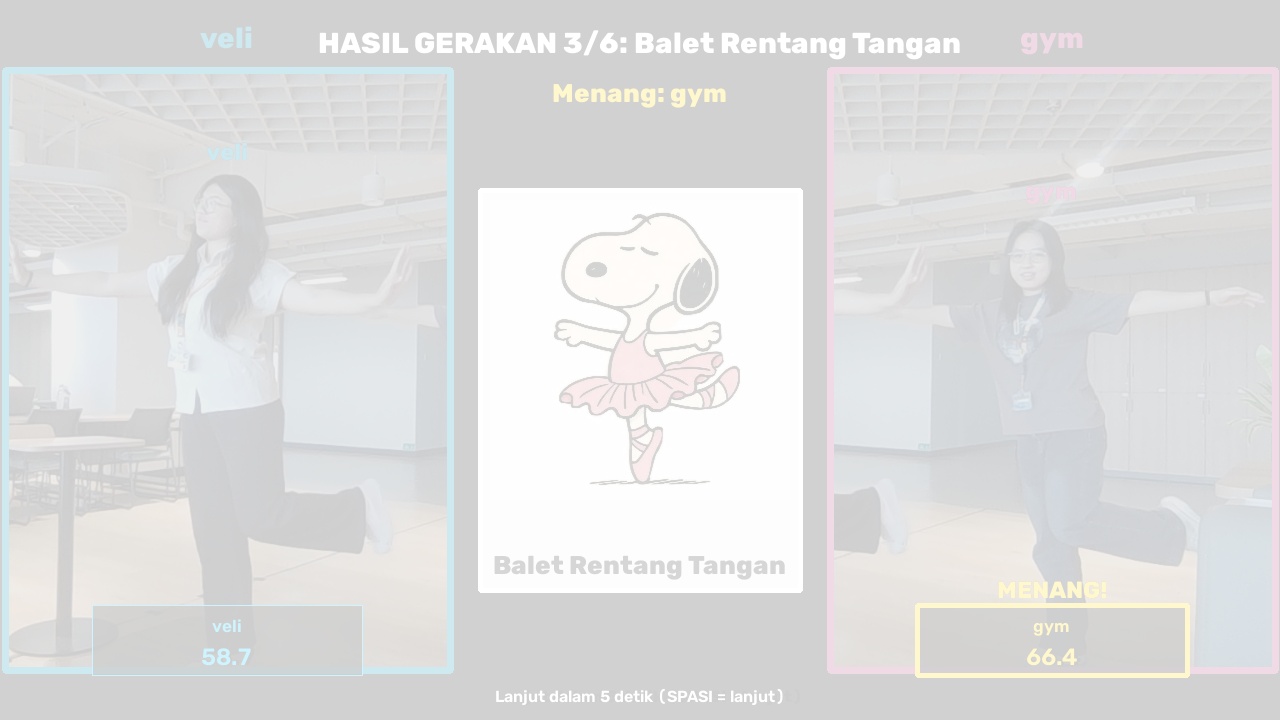 veli
HASIL GERAKAN 3/6: Balet Rentang Tangan
gym
Menang: gym
veli
gym
Balet Rentang Tangan
MENANG!
veli
58.7
gym
66.4
Lanjut dalam 5 detik (SPASI = lanjut)